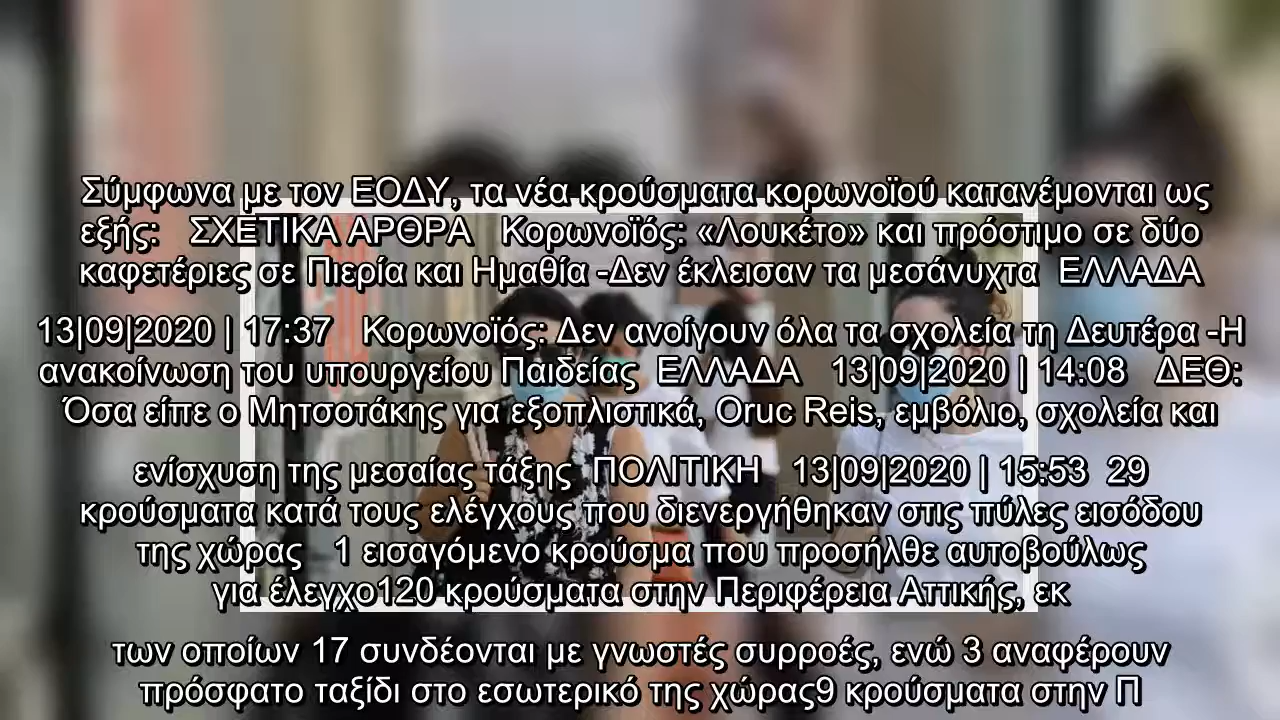 Σύμφωνα με τον ΕΟΔΥ, τα νέα κρούσματα κορωνοϊού κατανέμονται ως
εξής: ΣΧΕΤΙΚΑ ΑΡΘΡΑ Κορωνοϊός: «Λουκέτο» και πρόστιμο σε δύο
καφετέριες σε Πιερία και Ημαθία -Δεν έκλεισαν τα μεσάνυχτα ΕΛΛΑΔΑ
13|09|2020 | 17:37 Κορωνοϊός: Δεν ανοίγουν όλα τα σχολεία τη Δευτέρα -Η
ανακοίνωση του υπουργείου Παιδείας ΕΛΛΑΔΑ 13|09|2020 | 14:08 ΔΕΘ:
Όσα είπε ο Μητσοτάκης για εξοπλιστικά, Oruc Reis, εμβόλιο, σχολεία και
ενίσχυση της μεσαίας τάξης ΠΟΛΙΤΙΚΗ 13|09|2020 | 15:53 29
κρούσματα κατά τους ελέγχους που διενεργήθηκαν στις πύλες εισόδου
της χώρας 1 εισαγόμενο κρούσμα που προσήλθε αυτοβούλως
για έλεγχο120 κρούσματα στην Περιφέρεια Αττικής, εκ
των οποίων 17 συνδέονται με γνωστές συρροές, ενώ 3 αναφέρουν
πρόσφατο ταξίδι στο εσωτερικό της χώρας9 κρούσματα στην Π